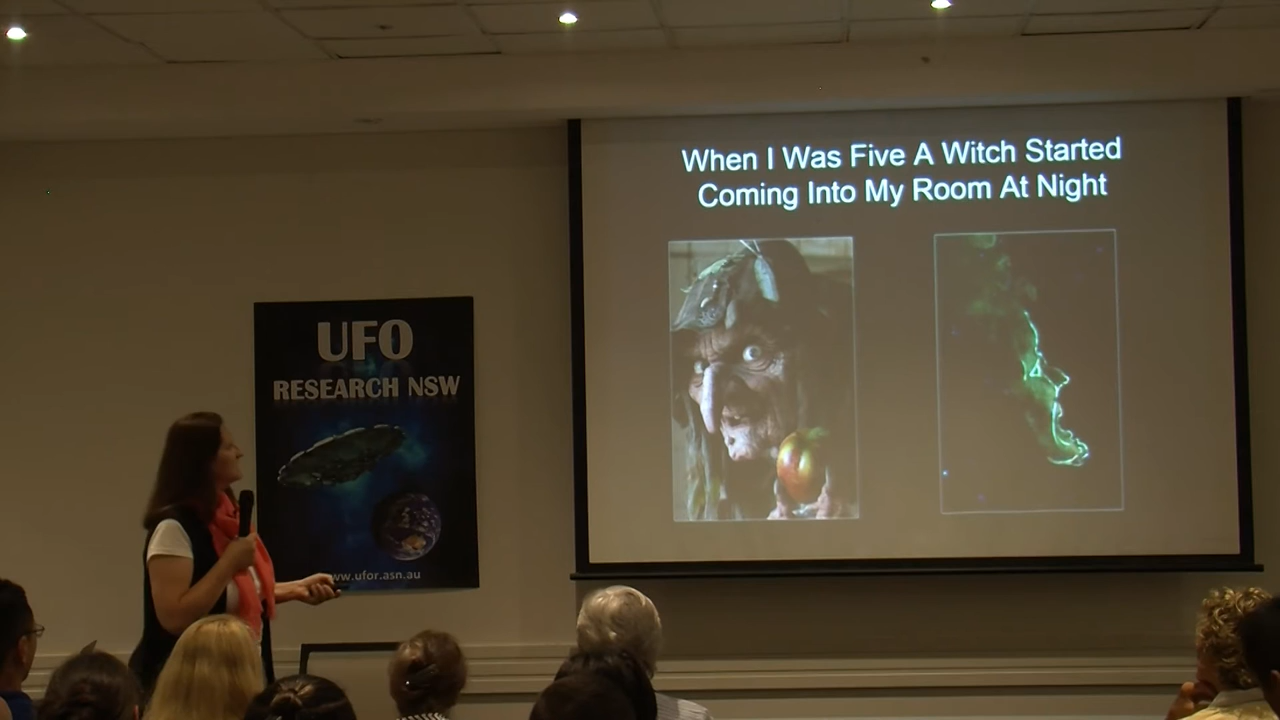 When I Was Five A Witch Started
Coming Into My Room At Night
UFO
RESEARCH NSW
www.ufor.asn.au